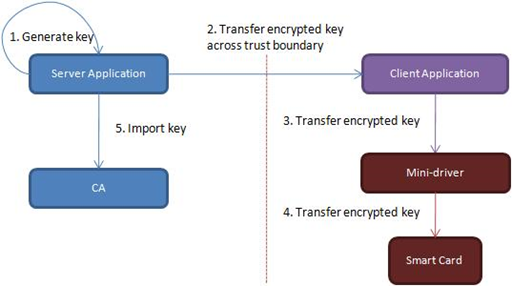 1. Generate key
2. Transfer encrypted key
across trust boundary
Server Application
Client Application
3. Transfer encrypted key
5. Import key
Mini-driver
CA
4. Transfer encrypted key
Smart Card